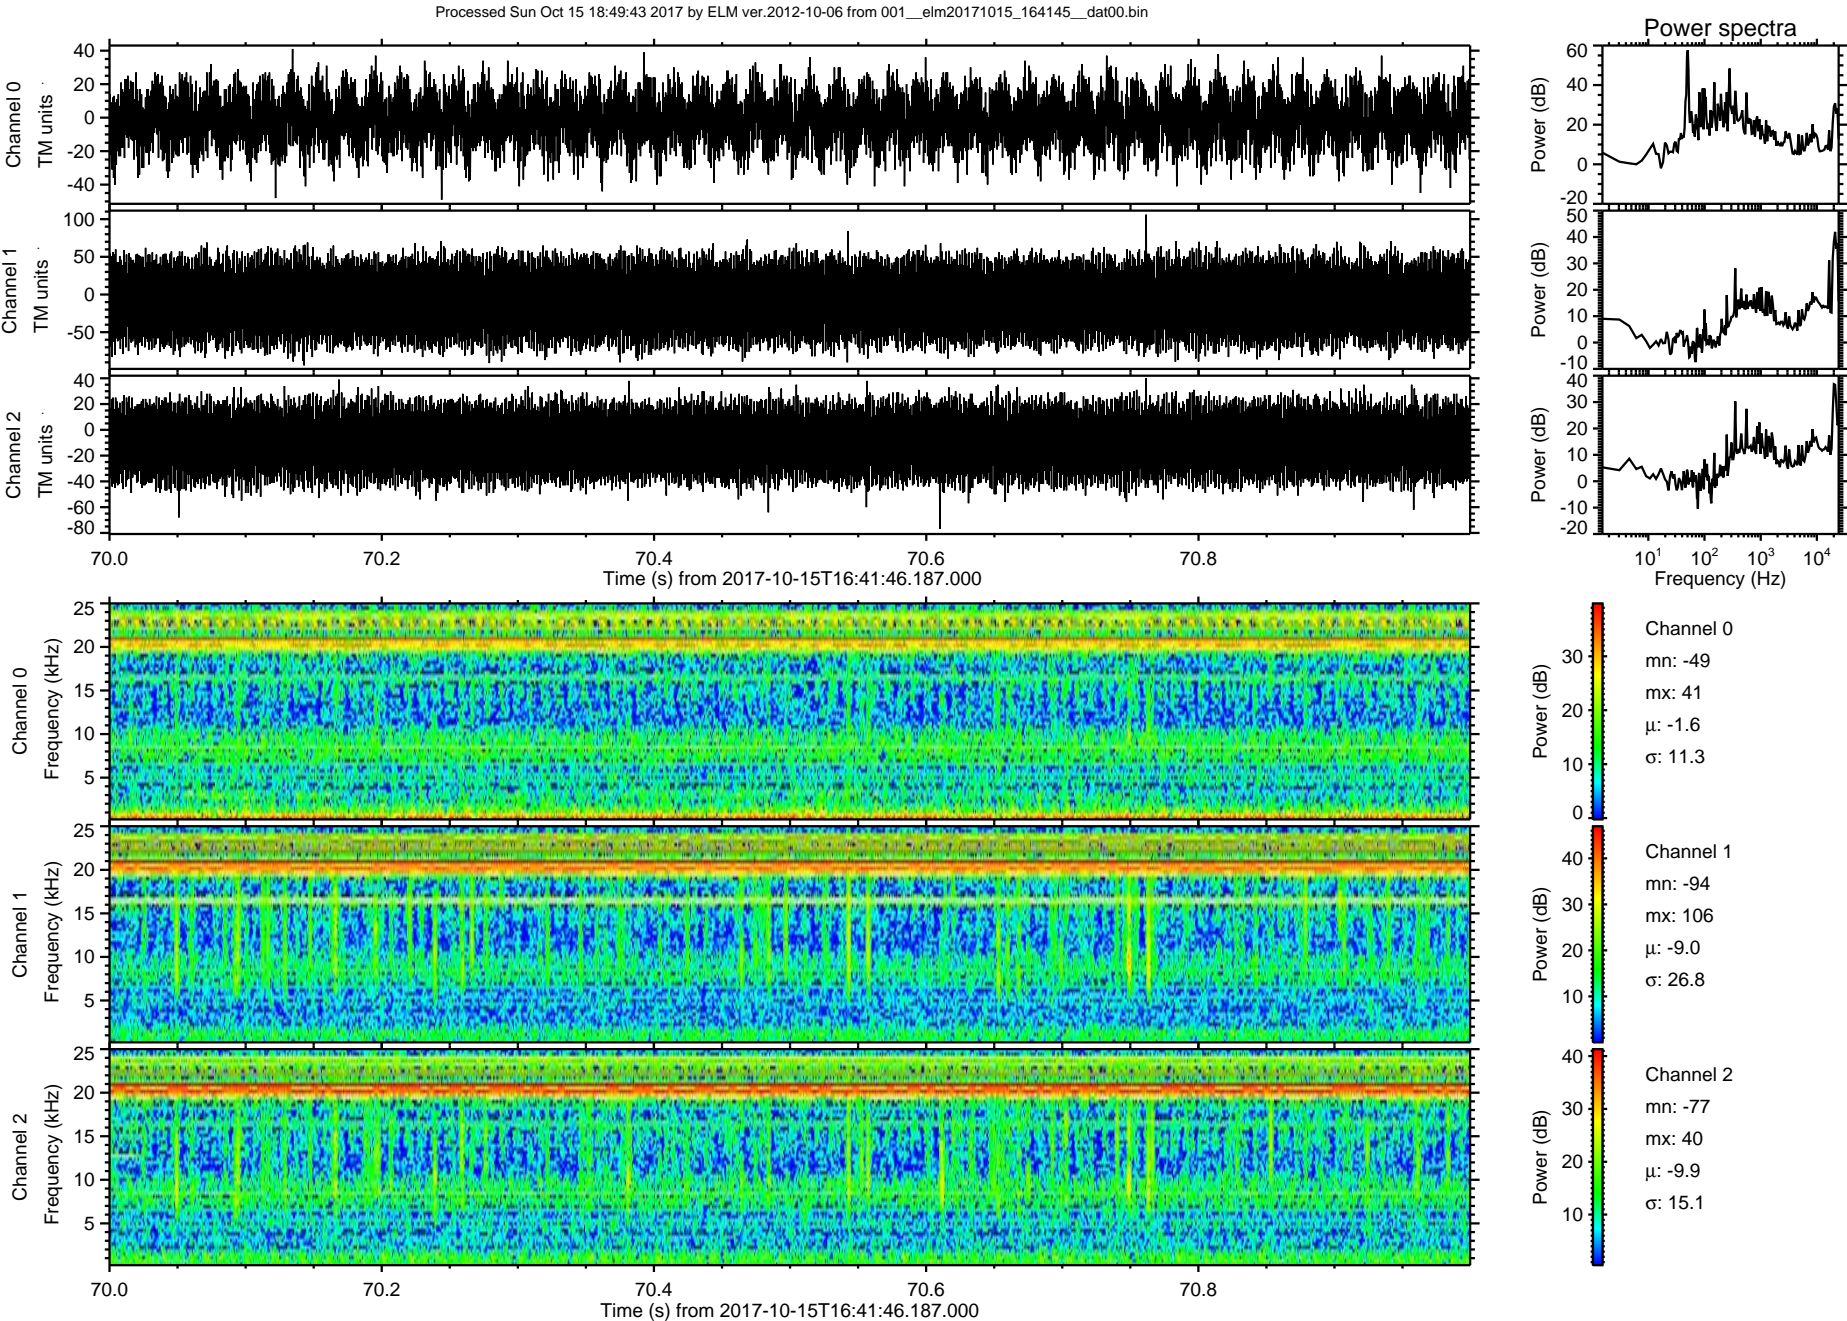 Processed Sun Oct 15 18:49:43 2017 by ELM ver.2012-10-06 from 001__elm20171015_164145__dat00.bin
Power spectra
Channel 0
TM units
40
20
0
-20
-40
Power (dB)
60
40
20
0
-20
Channel 1
TM units
100
50
0
-50
Power (dB)
50
40
30
20
10
0
-10
Channel 2
TM units
40
20
0
-20
-40
-60
-80
Power (dB)
40
30
20
10
0
-10
-20
70.0 70.2 70.4 70.6 70.8
Time (s) from 2017-10-15T16:41:46.187.000
10^1 10^2 10^3 10^4
Frequency (Hz)
Channel 0
Frequency (kHz)
25
20
15
10
5
Power (dB)
30
20
10
0
Channel 0
mn: -49
mx: 41
μ: -1.6
σ: 11.3
Channel 1
Frequency (kHz)
25
20
15
10
5
Power (dB)
40
30
20
10
Channel 1
mn: -94
mx: 106
μ: -9.0
σ: 26.8
Channel 2
Frequency (kHz)
25
20
15
10
5
Power (dB)
40
30
20
10
Channel 2
mn: -77
mx: 40
μ: -9.9
σ: 15.1
70.0 70.2 70.4 70.6 70.8
Time (s) from 2017-10-15T16:41:46.187.000